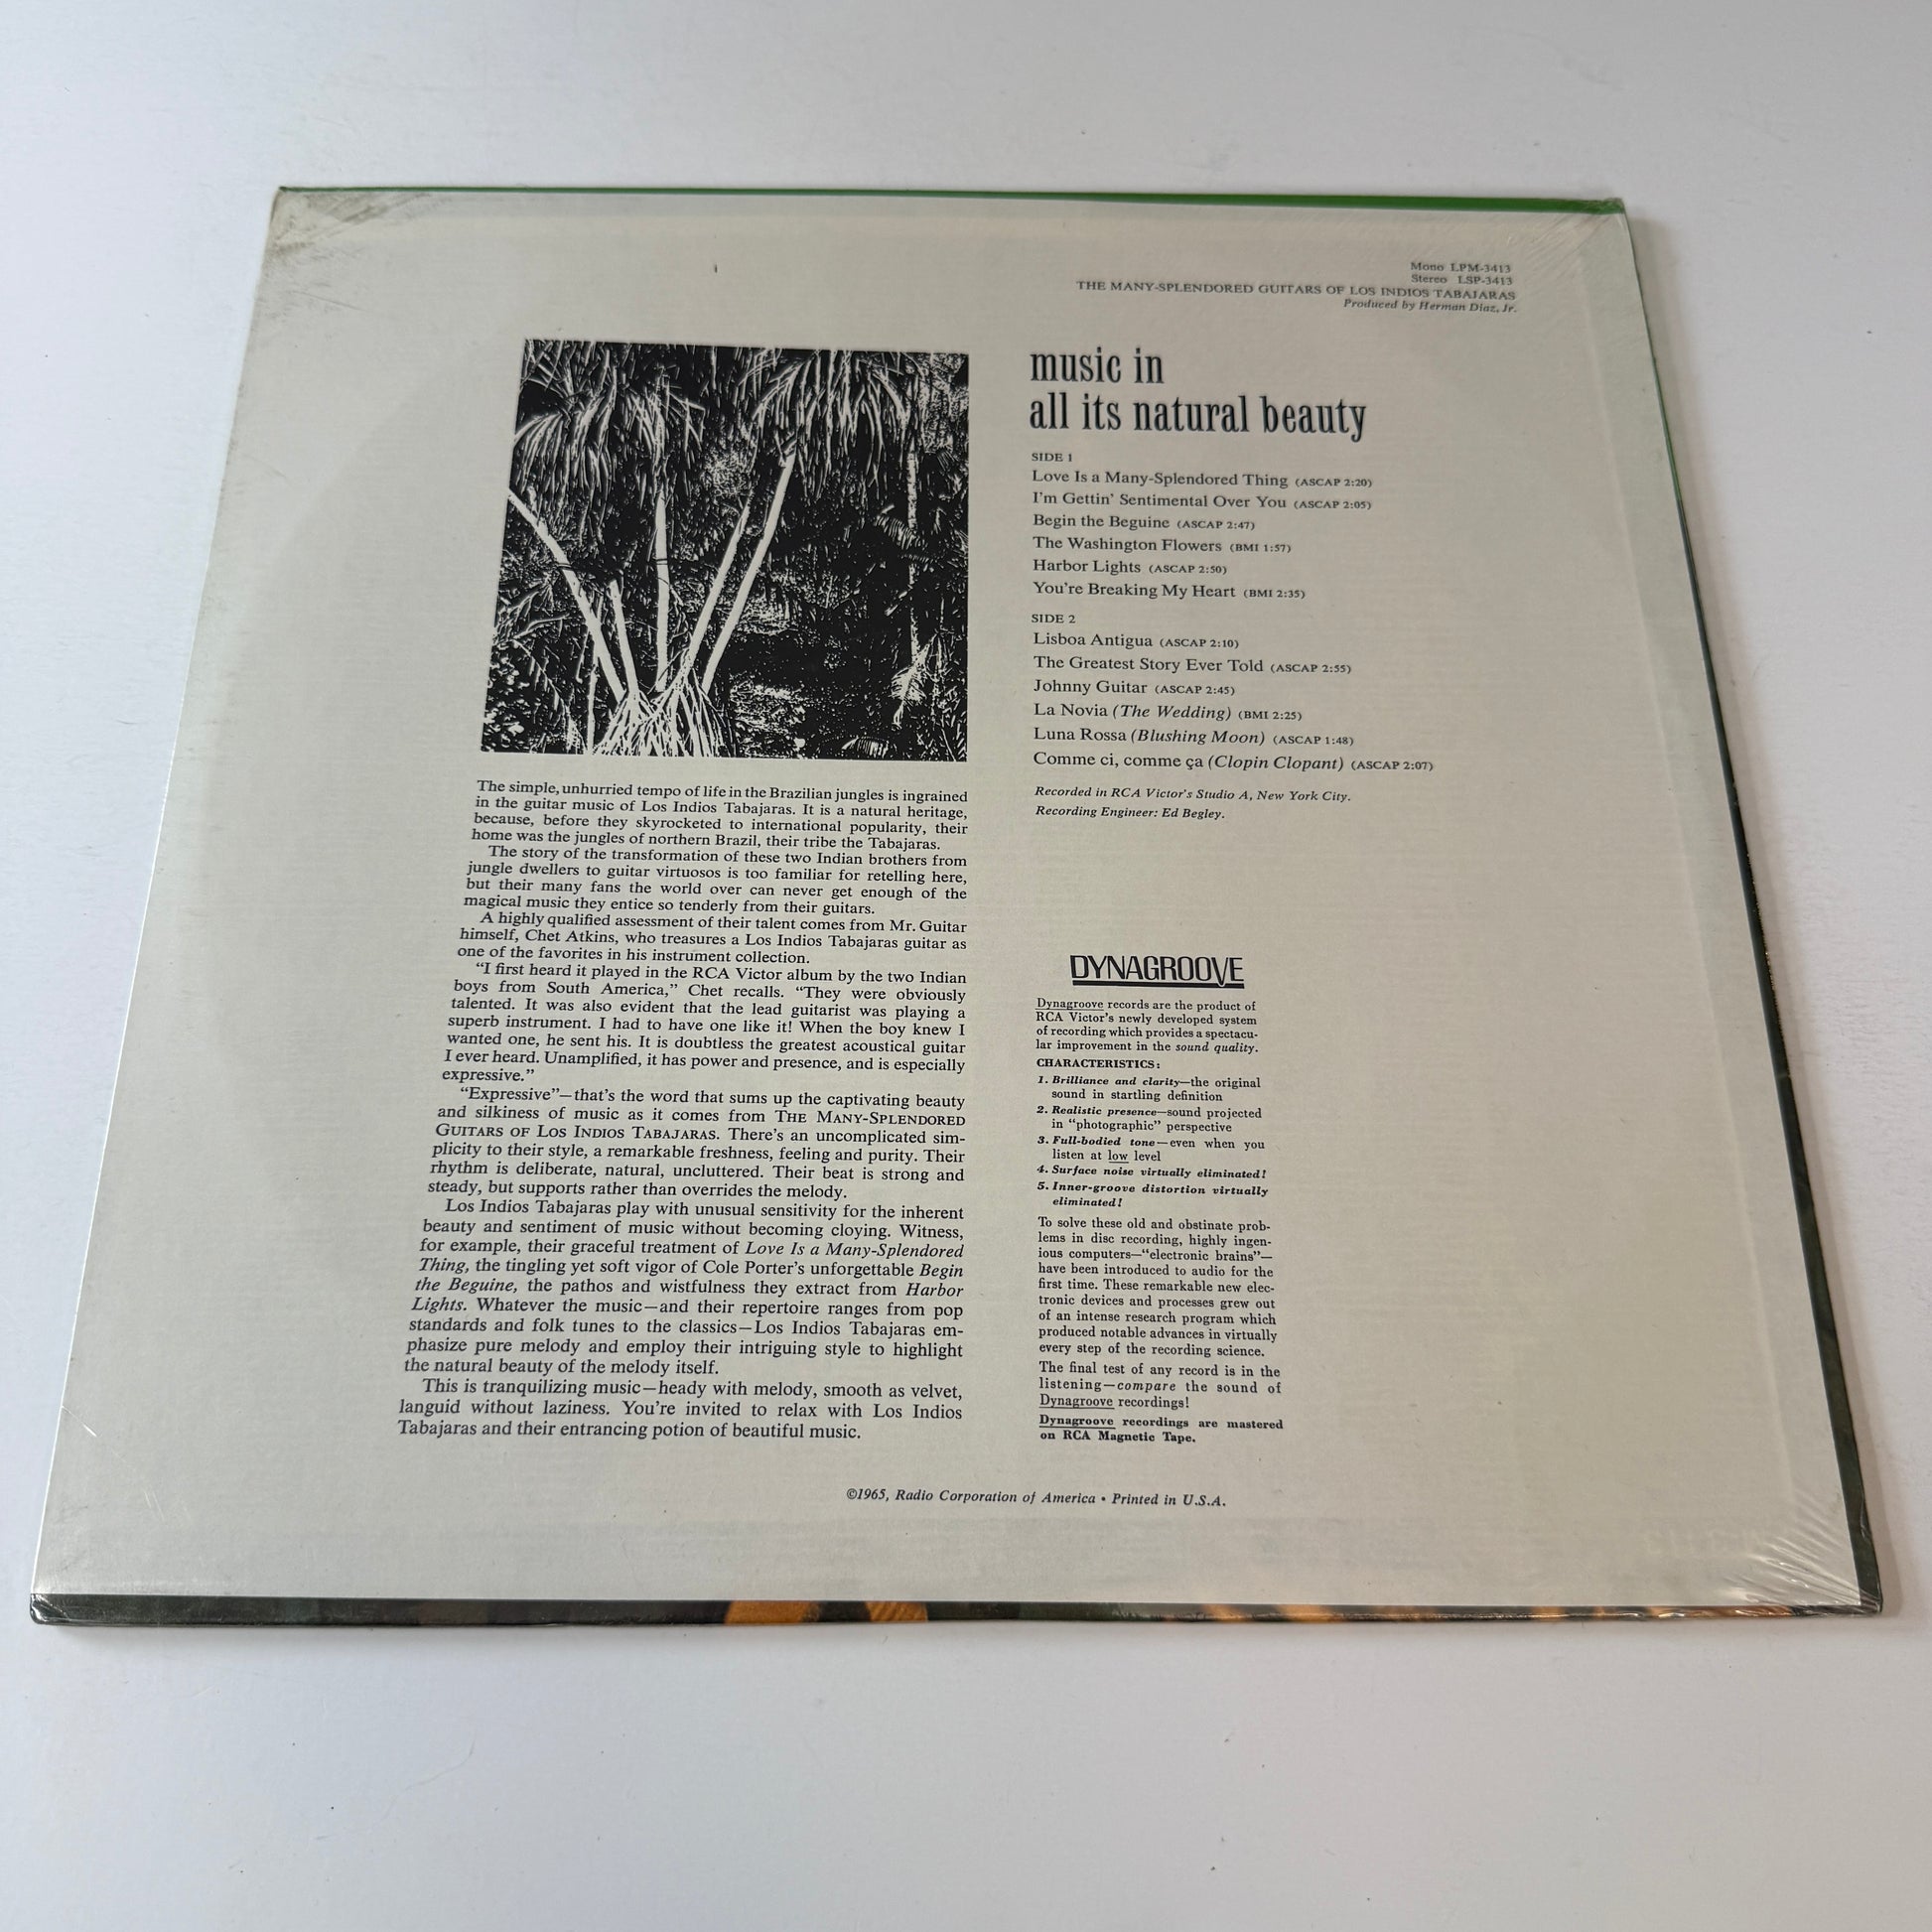 Mono LPM-3413
Stereo LSP-3413
THE MANY-SPLENDORED GUITARS OF LOS INDIOS TABAJARAS
Produced by Herman Diaz, Jr.
music in
all its natural beauty
SIDE 1
Love Is a Many-Splendored Thing (ASCAP 2:20)
I'm Gettin' Sentimental Over You (ASCAP 2:05)
Begin the Beguine (ASCAP 2:47)
The Washington Flowers (BMI 1:57)
Harbor Lights (ASCAP 2:50)
You're Breaking My Heart (BMI 2:35)
SIDE 2
Lisboa Antigua (ASCAP 2:10)
The Greatest Story Ever Told (ASCAP 2:55)
Johnny Guitar (ASCAP 2:45)
La Novia (The Wedding) (BMI 2:25)
Luna Rossa (Blushing Moon) (ASCAP 1:48)
Comme ci, comme ça (Clopin Clopant) (ASCAP 2:07)
Recorded in RCA Victor's Studio A, New York City.
Recording Engineer: Ed Begley.
The simple, unhurried tempo of life in the Brazilian jungles is ingrained
in the guitar music of Los Indios Tabajaras. It is a natural heritage,
because, before they skyrocketed to international popularity, their
home was the jungles of northern Brazil, their tribe the Tabajaras.
The story of the transformation of these two Indian brothers from
jungle dwellers to guitar virtuosos is too familiar for retelling here,
but their many fans the world over can never get enough of the
magical music they entice so tenderly from their guitars.
A highly qualified assessment of their talent comes from Mr. Guitar
himself, Chet Atkins, who treasures a Los Indios Tabajaras guitar as
one of the favorites in his instrument collection.
“I first heard it played in the RCA Victor album by the two Indian
boys from South America,” Chet recalls. “They were obviously
talented. It was also evident that the lead guitarist was playing a
superb instrument. I had to have one like it! When the boy knew I
wanted one, he sent his. It is doubtless the greatest acoustical guitar
I ever heard. Unamplified, it has power and presence, and is especially
expressive.”
“Expressive”—that's the word that sums up the captivating beauty
and silkiness of music as it comes from THE MANY-SPLENDORED
GUITARS OF LOS INDIOS TABAJARAS. There's an uncomplicated sim-
plicity to their style, a remarkable freshness, feeling and purity. Their
rhythm is deliberate, natural, uncluttered. Their beat is strong and
steady, but supports rather than overrides the melody.
Los Indios Tabajaras play with unusual sensitivity for the inherent
beauty and sentiment of music without becoming cloying. Witness,
for example, their graceful treatment of Love Is a Many-Splendored
Thing, the tingling yet soft vigor of Cole Porter's unforgettable Begin
the Beguine, the pathos and wistfulness they extract from Harbor
Lights. Whatever the music—and their repertoire ranges from pop
standards and folk tunes to the classics—Los Indios Tabajaras em-
phasize pure melody and employ their intriguing style to highlight
the natural beauty of the melody itself.
This is tranquilizing music—heady with melody, smooth as velvet,
languid without laziness. You're invited to relax with Los Indios
Tabajaras and their entrancing potion of beautiful music.
DYNAGROOVE
Dynagroove records are the product of
RCA Victor's newly developed system
of recording which provides a spectacu-
lar improvement in the sound quality.
CHARACTERISTICS:
1. Brilliance and clarity—the original
sound in startling definition
2. Realistic presence—sound projected
in “photographic” perspective
3. Full-bodied tone—even when you
listen at low level
4. Surface noise virtually eliminated!
5. Inner-groove distortion virtually
eliminated!
To solve these old and obstinate prob-
lems in disc recording, highly ingen-
ious computers—“electronic brains”—
have been introduced to audio for the
first time. These remarkable new elec-
tronic devices and processes grew out
of an intense research program which
produced notable advances in virtually
every step of the recording science.
The final test of any record is in the
listening—compare the sound of
Dynagroove recordings!
Dynagroove recordings are mastered
on RCA Magnetic Tape.
©1965, Radio Corporation of America • Printed in U.S.A.